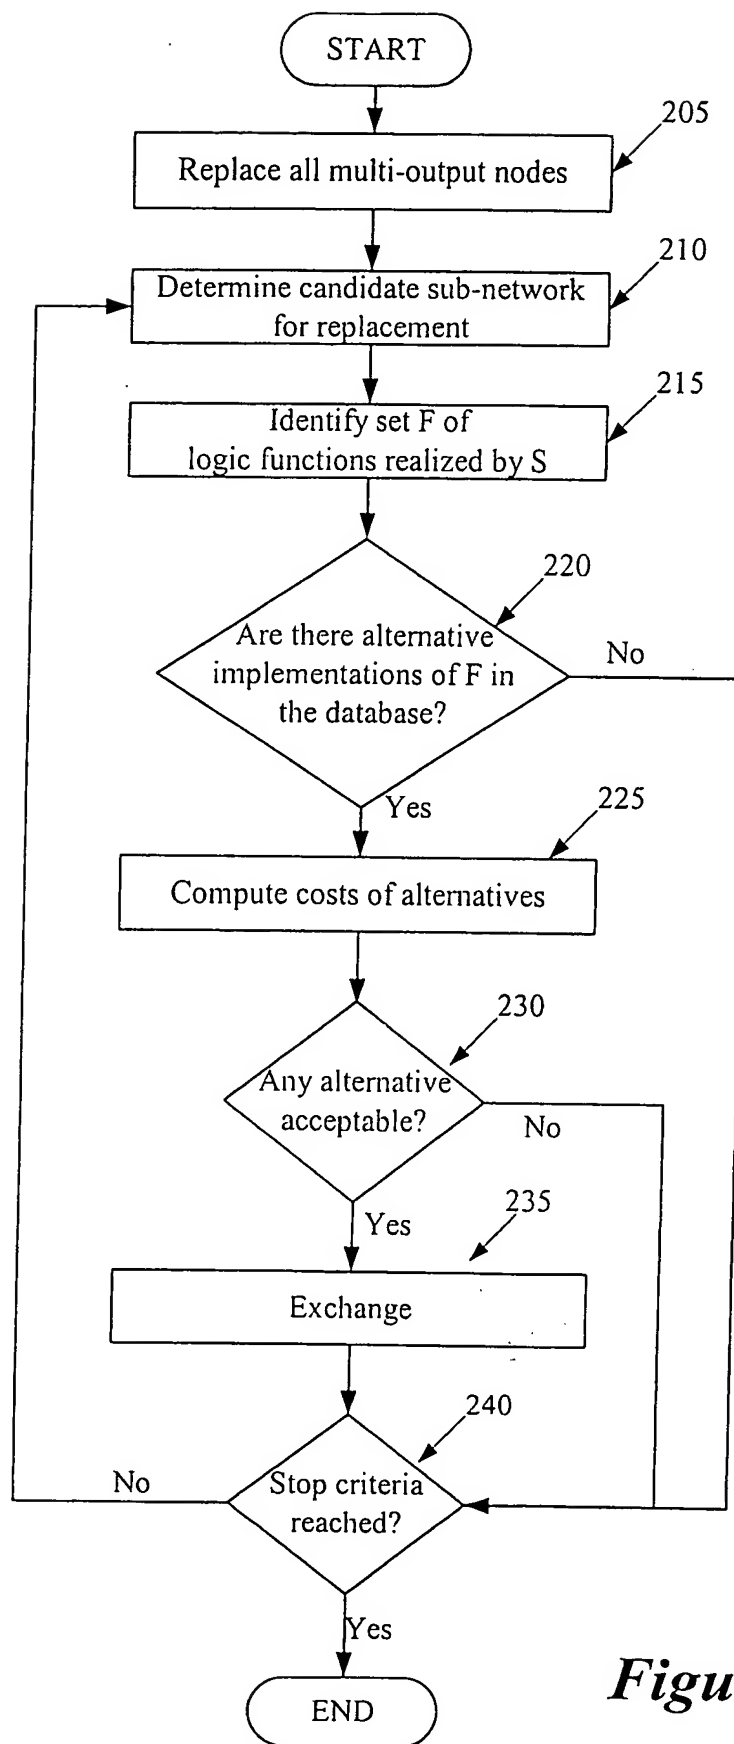 START
205
Replace all multi-output nodes
210
Determine candidate sub-network
for replacement
215
Identify set F of
logic functions realized by S
220
Are there alternative
implementations of F in
the database?
No
Yes
225
Compute costs of alternatives
230
Any alternative
acceptable?
No
Yes
235
Exchange
240
Stop criteria
reached?
No
Yes
END
Figu